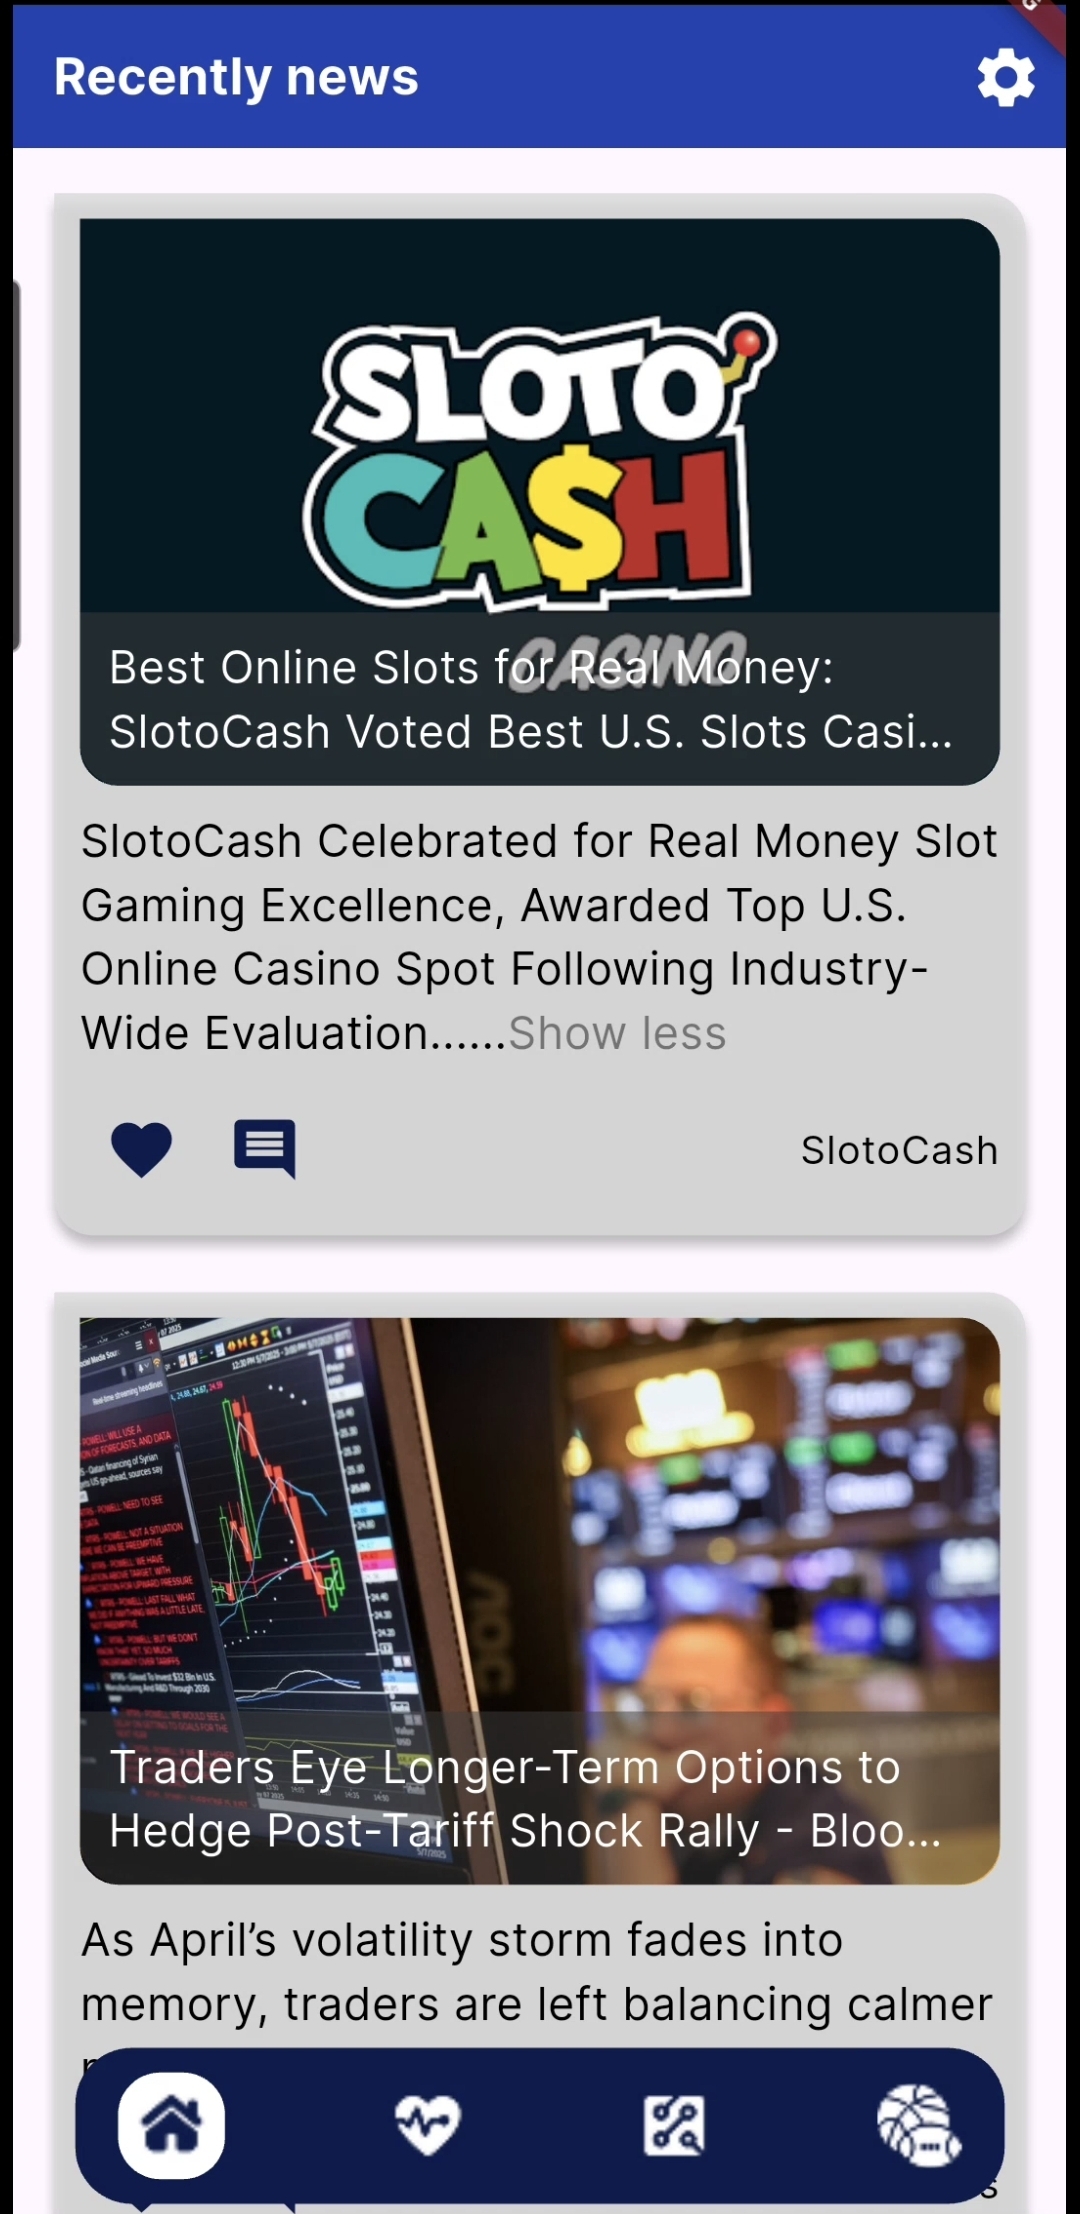 Recently news
SLOTO
CA$H
CASINO
Best Online Slots for Real Money:
SlotoCash Voted Best U.S. Slots Casi...
SlotoCash Celebrated for Real Money Slot
Gaming Excellence, Awarded Top U.S.
Online Casino Spot Following Industry-
Wide Evaluation......Show less
SlotoCash
Traders Eye Longer-Term Options to
Hedge Post-Tariff Shock Rally - Bloo...
As April’s volatility storm fades into
memory, traders are left balancing calmer